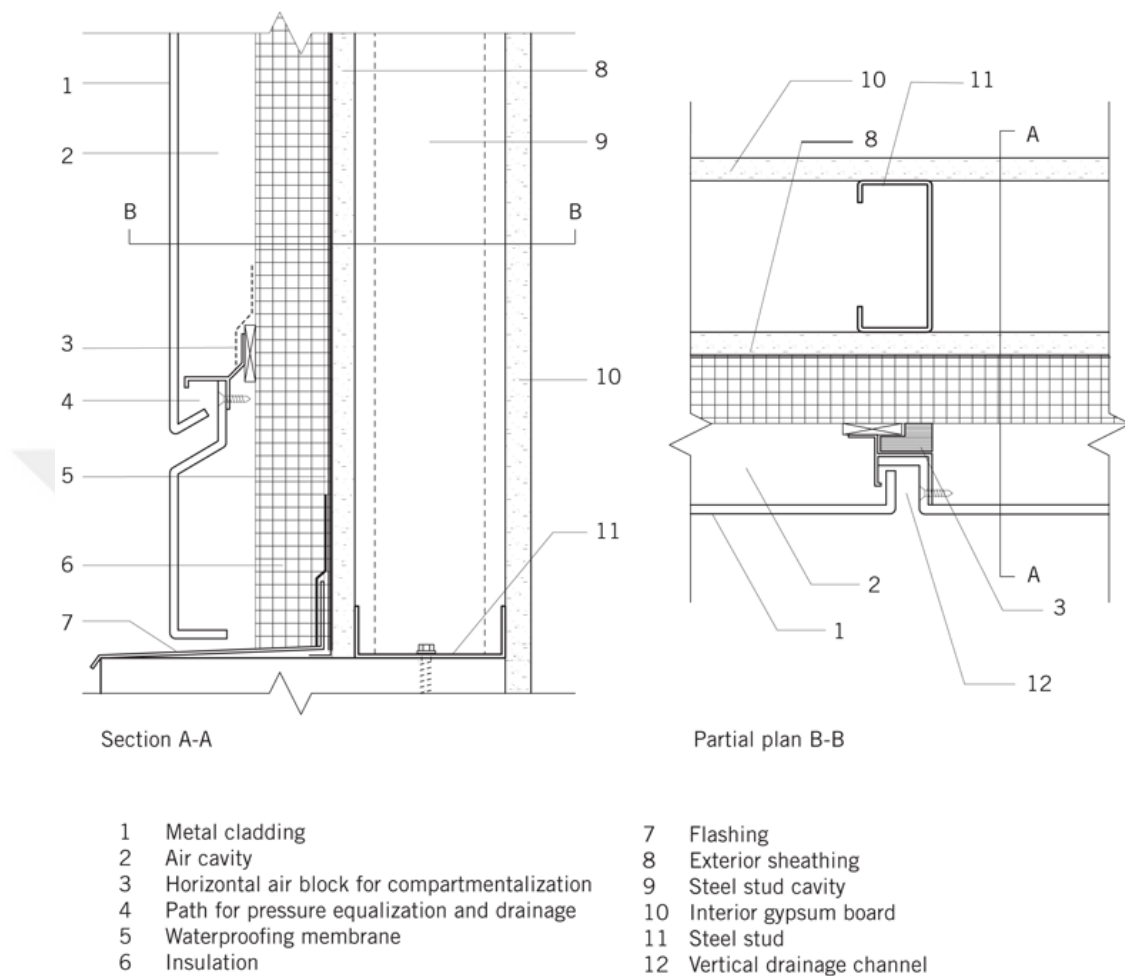 1
2
B
B
3
4
5
6
7
8
9
10
11
Section A-A
10
11
8
A
A
2
3
1
12
Partial plan B-B
1 Metal cladding
2 Air cavity
3 Horizontal air block for compartmentalization
4 Path for pressure equalization and drainage
5 Waterproofing membrane
6 Insulation
7 Flashing
8 Exterior sheathing
9 Steel stud cavity
10 Interior gypsum board
11 Steel stud
12 Vertical drainage channel